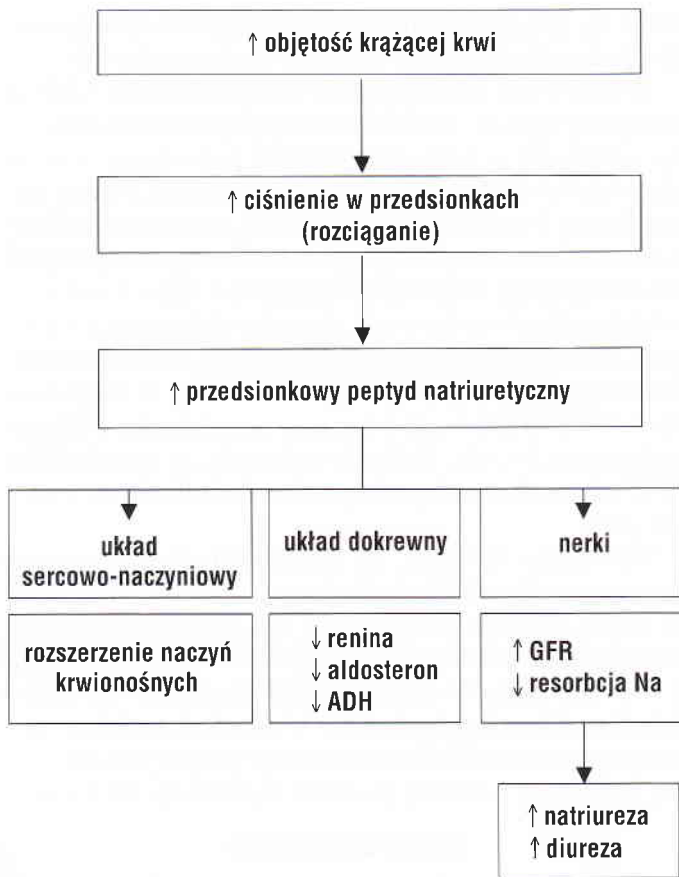 ↑ objętość krążącej krwi
↑ ciśnienie w przedsionkach
(rozciąganie)
↑ przedsionkowy peptyd natriuretyczny
układ
sercowo-naczyniowy
układ dokrewny
nerki
rozszerzenie naczyń
krwionośnych
↓ renina
↓ aldosteron
↓ ADH
↑ GFR
↓ resorbcja Na
↑ natriureza
↑ diureza